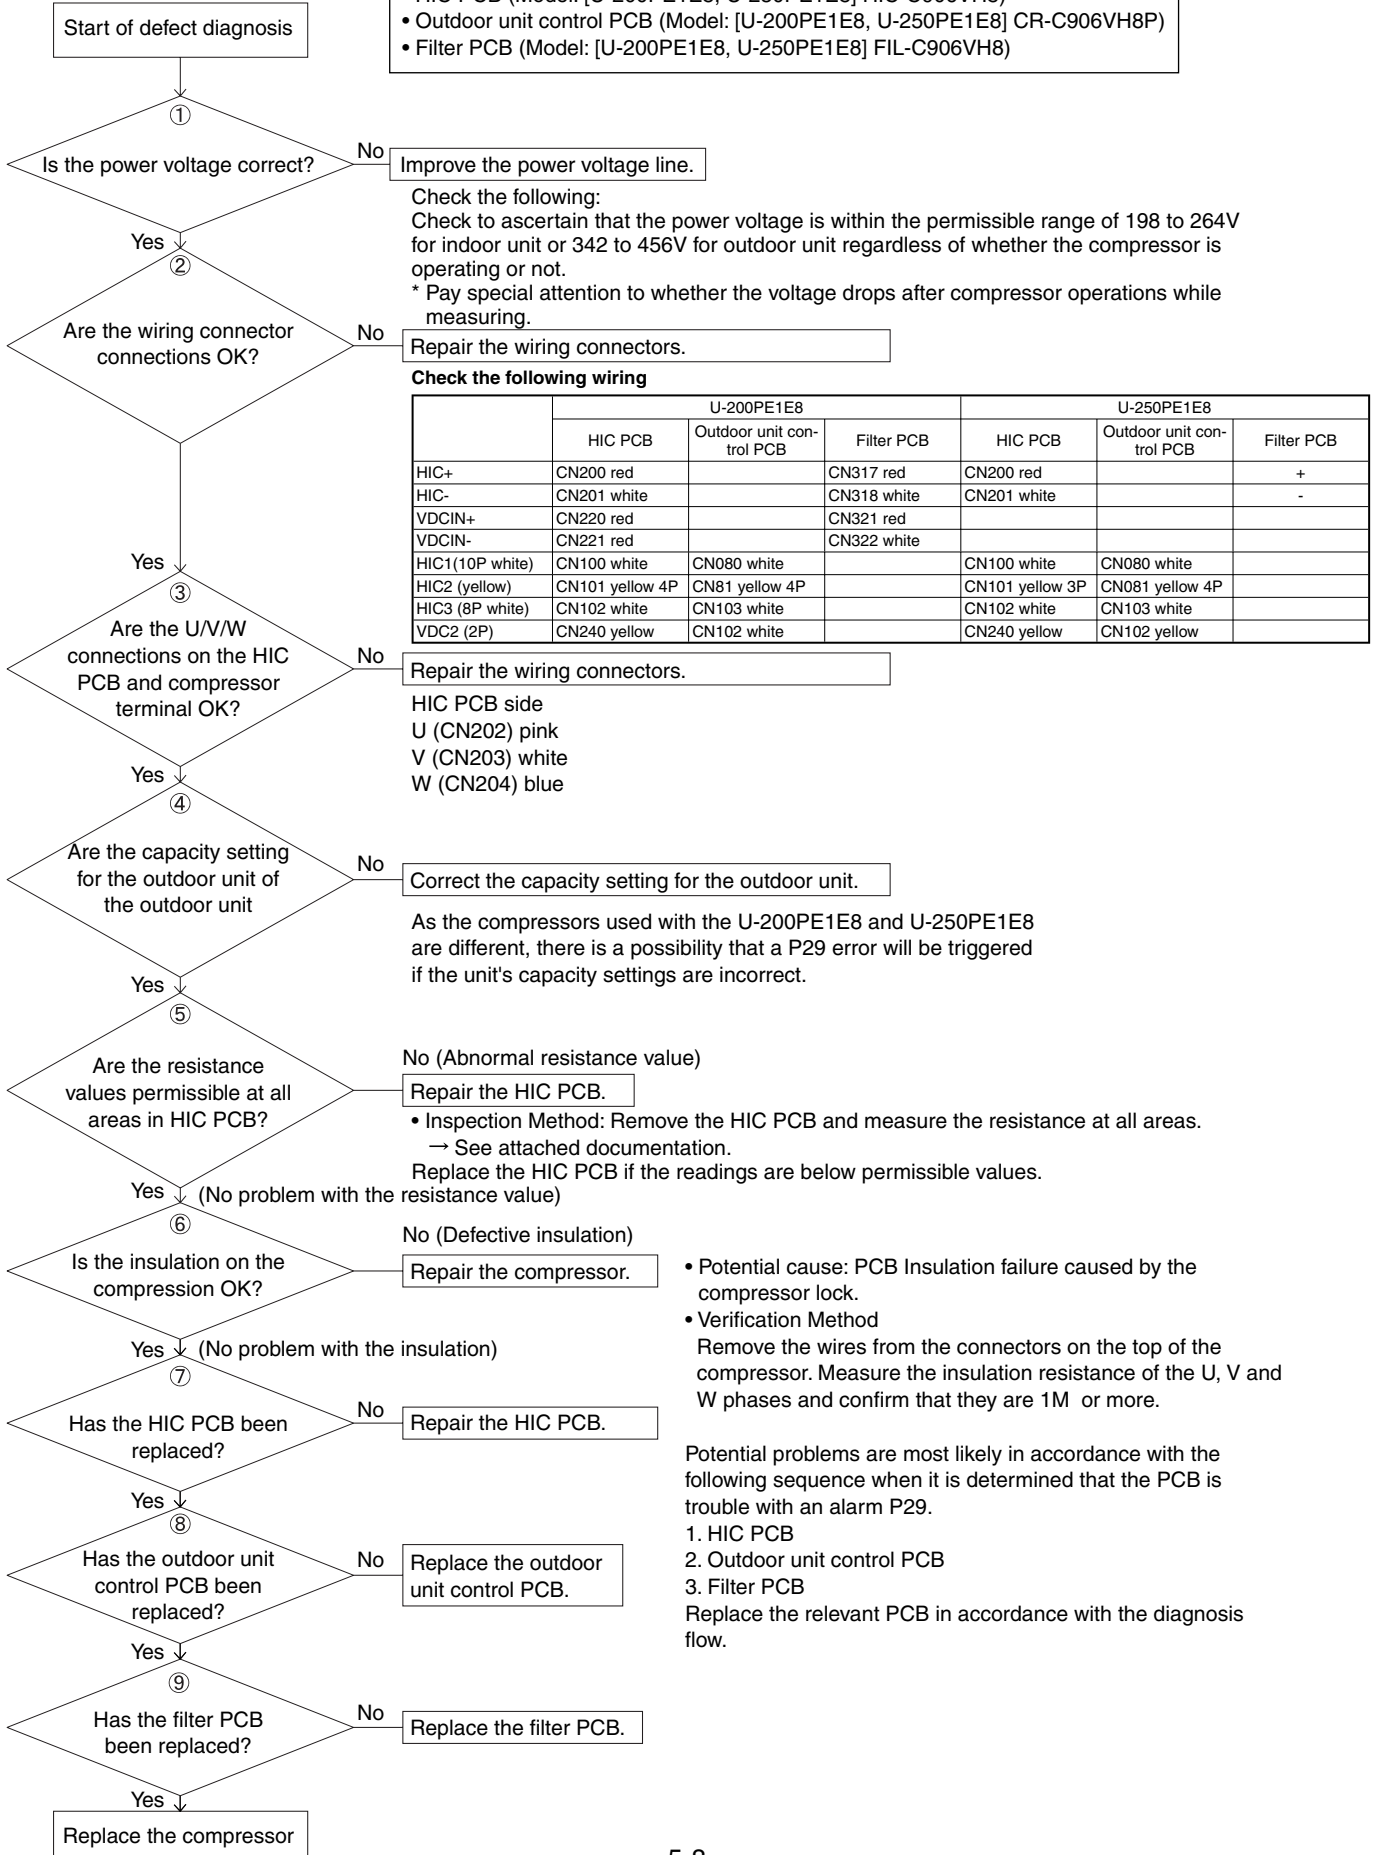 • HIC PCB (Model: [U-200PE1E8, U-250PE1E8] HIC-C906VH8)
Start of defect diagnosis
• Outdoor unit control PCB (Model: [U-200PE1E8, U-250PE1E8] CR-C906VH8P)
• Filter PCB (Model: [U-200PE1E8, U-250PE1E8] FIL-C906VH8)
①
Is the power voltage correct?
No
Improve the power voltage line.
Check the following:
Check to ascertain that the power voltage is within the permissible range of 198 to 264V
for indoor unit or 342 to 456V for outdoor unit regardless of whether the compressor is
operating or not.
* Pay special attention to whether the voltage drops after compressor operations while
measuring.
Yes
②
Are the wiring connector
connections OK?
No
Repair the wiring connectors.
Check the following wiring
U-200PE1E8 U-250PE1E8
HIC PCB Outdoor unit con-
trol PCB Filter PCB HIC PCB Outdoor unit con-
trol PCB Filter PCB
HIC+ CN200 red CN317 red CN200 red +
HIC- CN201 white CN318 white CN201 white -
VDCIN+ CN220 red CN321 red
VDCIN- CN221 red CN322 white
HIC1(10P white) CN100 white CN080 white CN100 white CN080 white
HIC2 (yellow) CN101 yellow 4P CN81 yellow 4P CN101 yellow 3P CN081 yellow 4P
HIC3 (8P white) CN102 white CN103 white CN102 white CN103 white
VDC2 (2P) CN240 yellow CN102 white CN240 yellow CN102 yellow
Yes
③
Are the U/V/W
connections on the HIC
PCB and compressor
terminal OK?
No
Repair the wiring connectors.
HIC PCB side
U (CN202) pink
V (CN203) white
W (CN204) blue
Yes
④
Are the capacity setting
for the outdoor unit of
the outdoor unit
No
Correct the capacity setting for the outdoor unit.
As the compressors used with the U-200PE1E8 and U-250PE1E8
are different, there is a possibility that a P29 error will be triggered
if the unit's capacity settings are incorrect.
Yes
⑤
Are the resistance
values permissible at all
areas in HIC PCB?
No (Abnormal resistance value)
Repair the HIC PCB.
• Inspection Method: Remove the HIC PCB and measure the resistance at all areas.
→ See attached documentation.
Replace the HIC PCB if the readings are below permissible values.
Yes (No problem with the resistance value)
⑥
Is the insulation on the
compression OK?
No (Defective insulation)
Repair the compressor.
• Potential cause: PCB Insulation failure caused by the
compressor lock.
• Verification Method
Remove the wires from the connectors on the top of the
compressor. Measure the insulation resistance of the U, V and
W phases and confirm that they are 1M or more.
Yes (No problem with the insulation)
⑦
Has the HIC PCB been
replaced?
No
Repair the HIC PCB.
Potential problems are most likely in accordance with the
following sequence when it is determined that the PCB is
trouble with an alarm P29.
1. HIC PCB
2. Outdoor unit control PCB
3. Filter PCB
Replace the relevant PCB in accordance with the diagnosis
flow.
Yes
⑧
Has the outdoor unit
control PCB been
replaced?
No
Replace the outdoor
unit control PCB.
Yes
⑨
Has the filter PCB
been replaced?
No
Replace the filter PCB.
Yes
Replace the compressor